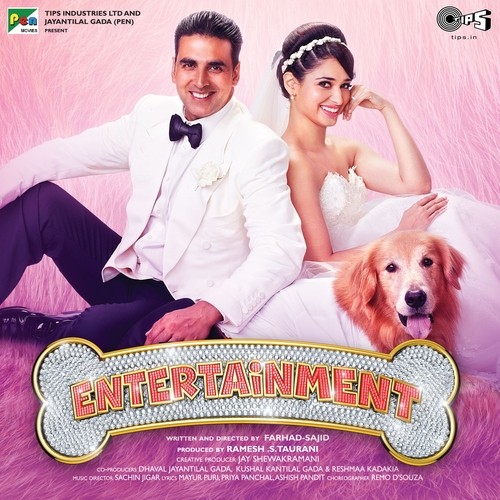 Pen
MOVIES
TIPS INDUSTRIES LTD AND
JAYANTILAL GADA (PEN)
PRESENT
TIPS
tips.in
ENTERTAiNMENT
WRITTEN AND DIRECTED BY FARHAD-SAJID
PRODUCED BY RAMESH .S.TAURANI
CREATIVE PRODUCER JAY SHEWAKRAMANI
CO-PRODUCERS DHAVAL JAYANTILAL GADA, KUSHAL KANTILAL GADA & RESHMAA KADAKIA
MUSIC DIRECTOR SACHIN JIGAR LYRICS MAYUR PURI, PRIYA PANCHAL, ASHISH PANDIT CHOREOGRAPHER REMO D'SOUZA